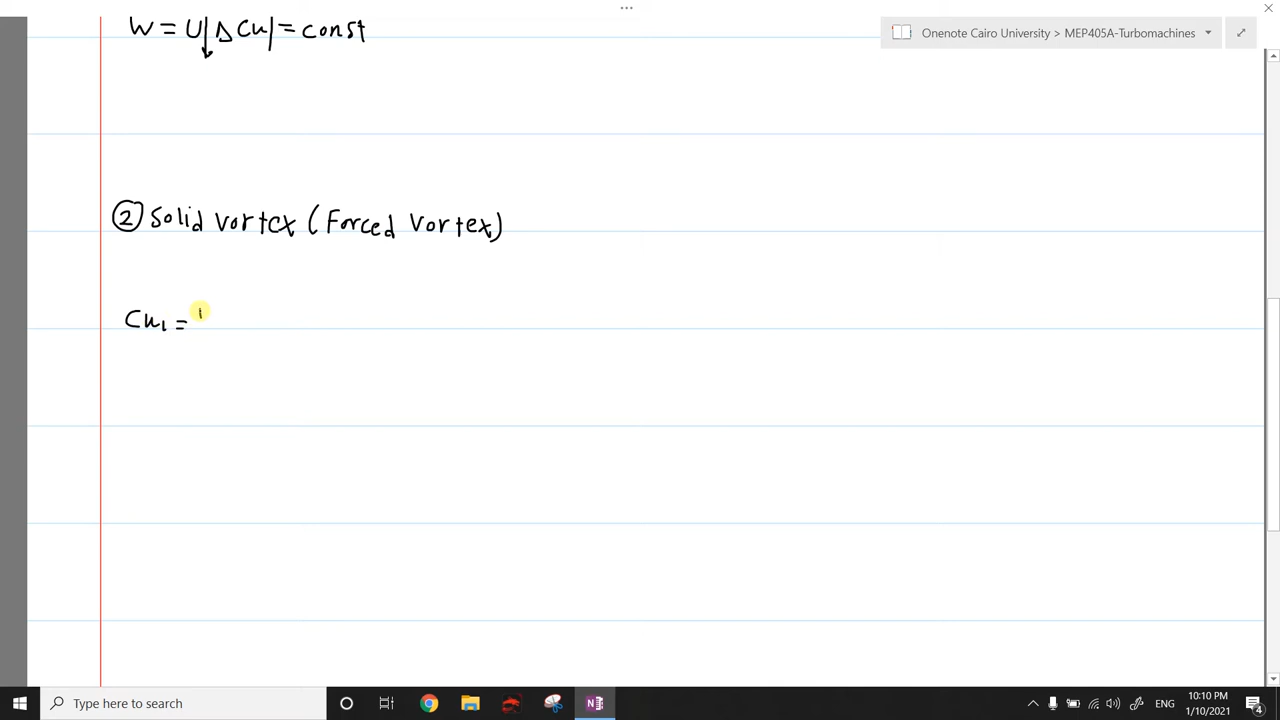 W = U|ΔCu| = const
Onenote Cairo University > MEP405A-Turbomachines
② Solid Vortex (Forced Vortex)
Cu₁ =
Type here to search
ENG
10:10 PM
1/10/2021
4